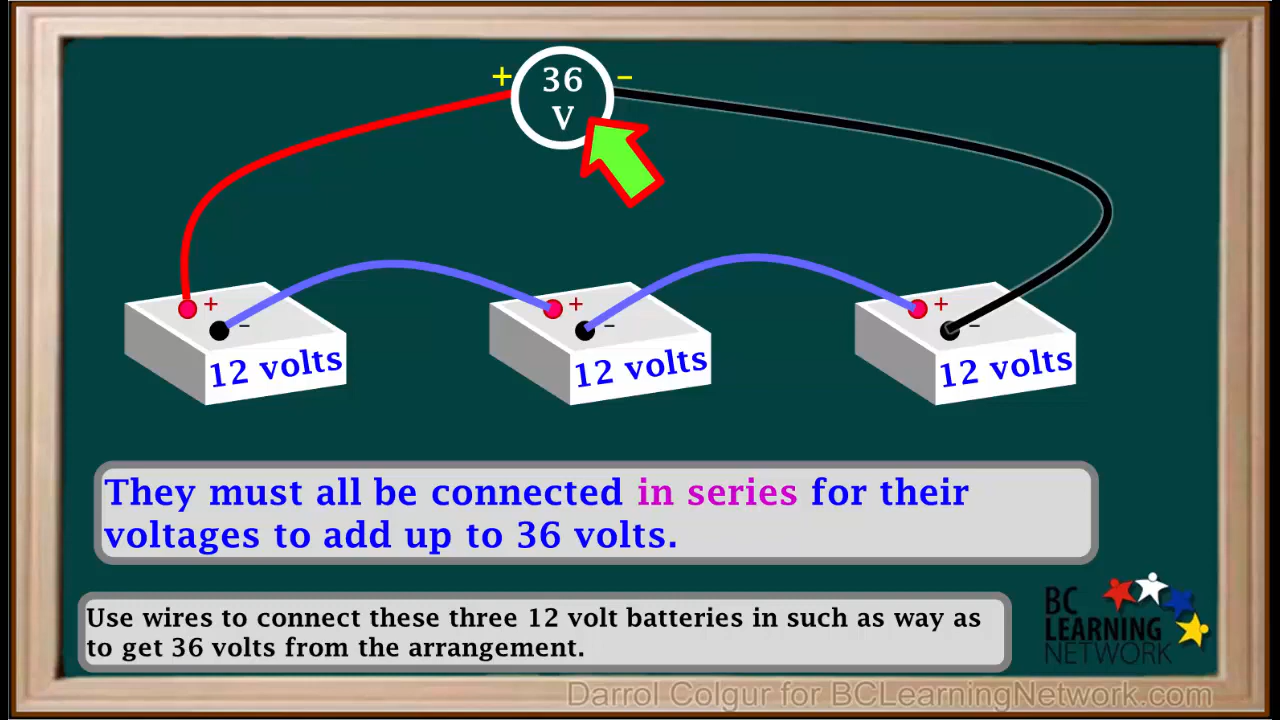 + 36 −
V
+
−
12 volts
+
−
12 volts
+
−
12 volts
They must all be connected in series for their
voltages to add up to 36 volts.
Use wires to connect these three 12 volt batteries in such as way as
to get 36 volts from the arrangement.
BC
LEARNING
NETWORK
Darrol Colgur for BCLearningNetwork.com